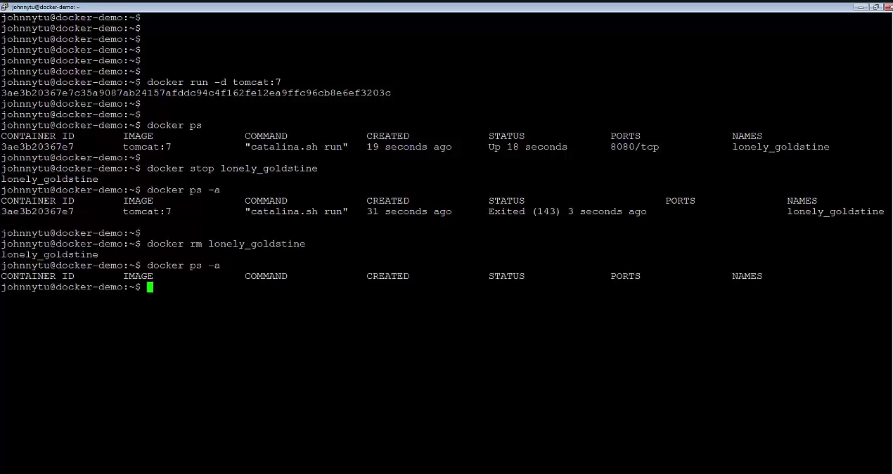 johnnytu@docker-demo: ~
johnnytu@docker-demo:~$
johnnytu@docker-demo:~$
johnnytu@docker-demo:~$
johnnytu@docker-demo:~$
johnnytu@docker-demo:~$
johnnytu@docker-demo:~$
johnnytu@docker-demo:~$ docker run -d tomcat:7
3ae3b20367e7c35a9087ab24157afddc94c4f162fe12ea9ffc96cb8e6ef3203c
johnnytu@docker-demo:~$
johnnytu@docker-demo:~$
johnnytu@docker-demo:~$ docker ps
CONTAINER ID IMAGE COMMAND CREATED STATUS PORTS NAMES
3ae3b20367e7 tomcat:7 "catalina.sh run" 19 seconds ago Up 18 seconds 8080/tcp lonely_goldstine
johnnytu@docker-demo:~$
johnnytu@docker-demo:~$ docker stop lonely_goldstine
lonely_goldstine
johnnytu@docker-demo:~$ docker ps -a
CONTAINER ID IMAGE COMMAND CREATED STATUS PORTS NAMES
3ae3b20367e7 tomcat:7 "catalina.sh run" 31 seconds ago Exited (143) 3 seconds ago lonely_goldstine
johnnytu@docker-demo:~$
johnnytu@docker-demo:~$ docker rm lonely_goldstine
lonely_goldstine
johnnytu@docker-demo:~$ docker ps -a
CONTAINER ID IMAGE COMMAND CREATED STATUS PORTS NAMES
johnnytu@docker-demo:~$